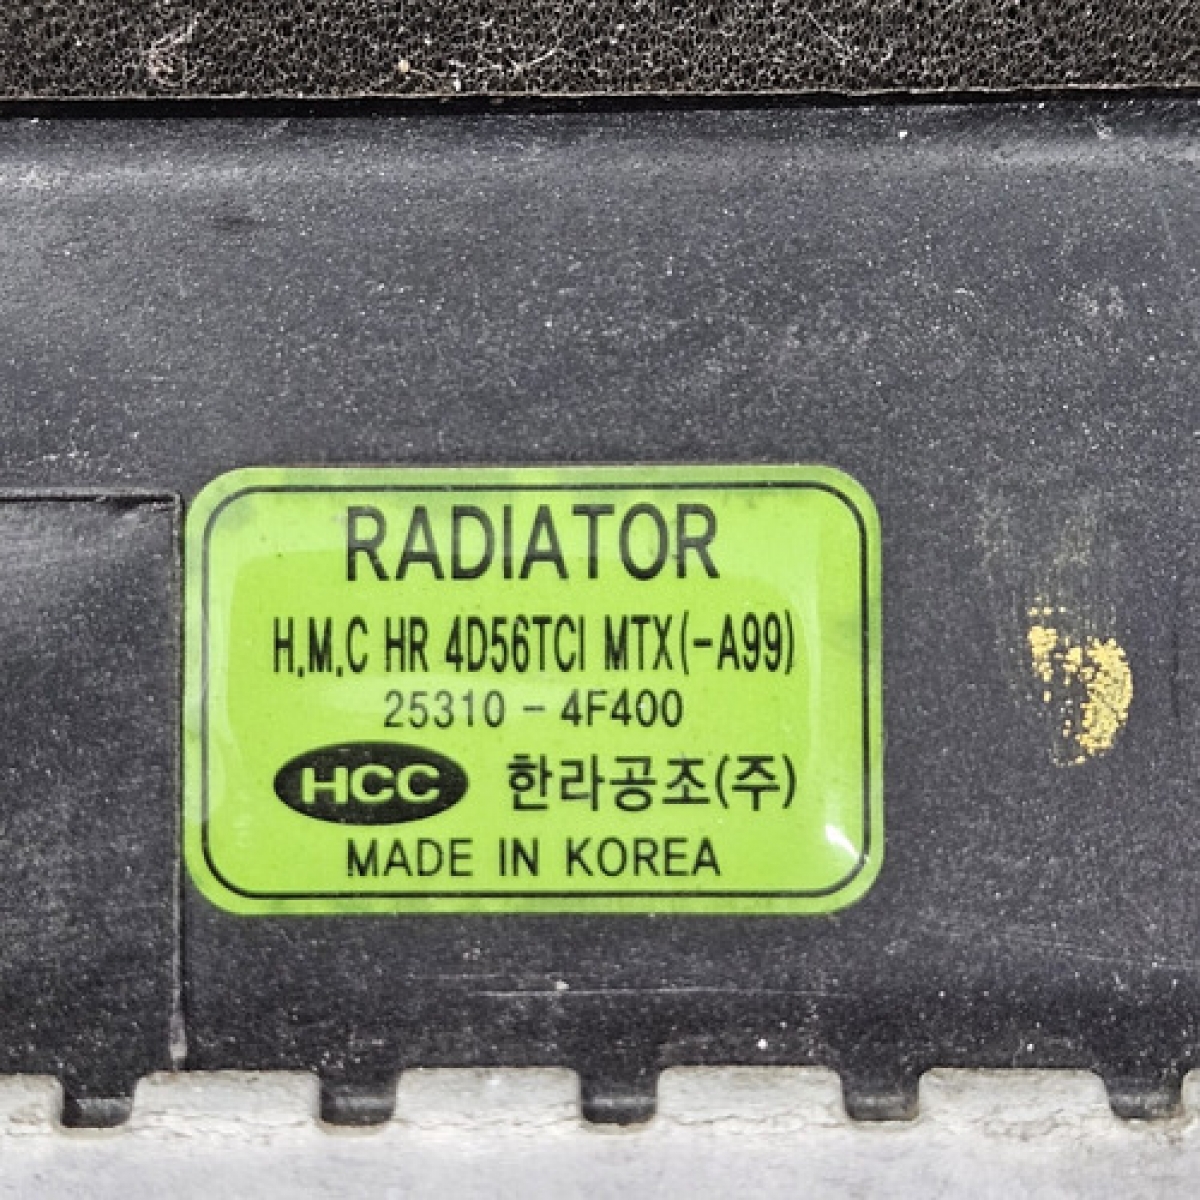 RADIATOR
H.M.C HR 4D56TCI MTX(-A99)
25310-4F400
HCC 한라공조(주)
MADE IN KOREA